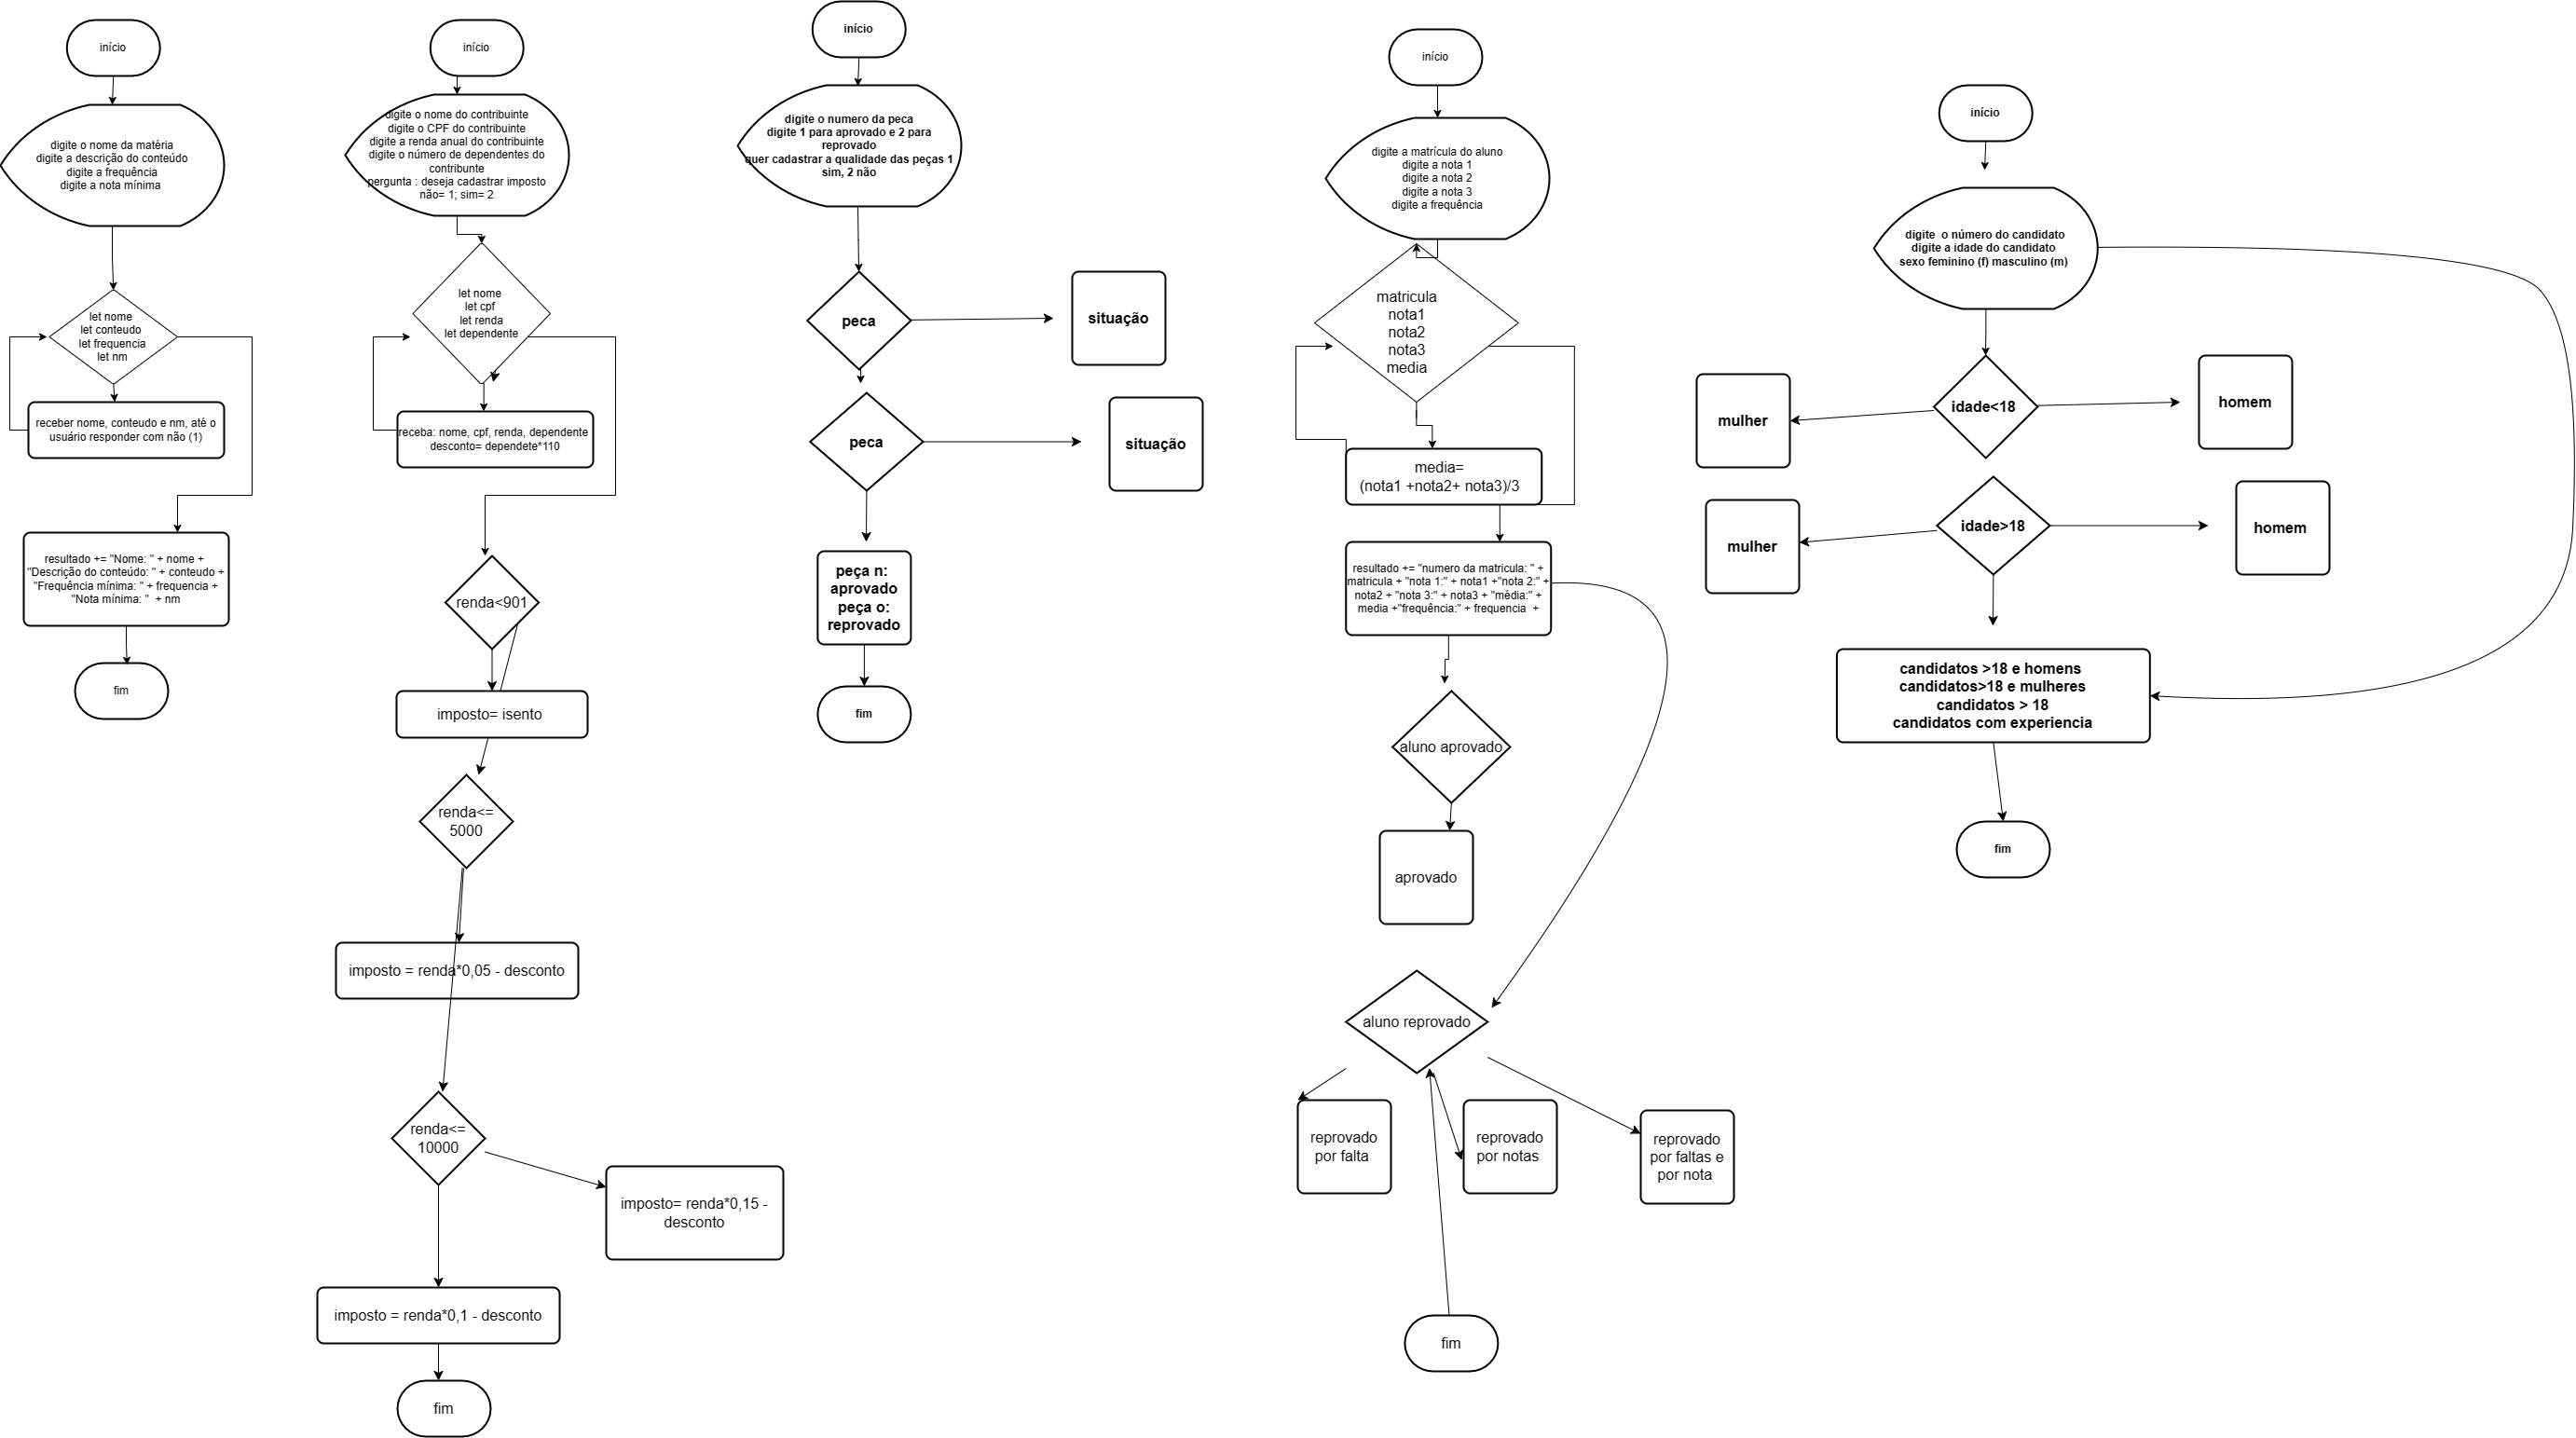 início
digite o nome da matéria
digite a descrição do conteúdo
digite a frequência
digite a nota mínima
let nome
let conteudo
let frequencia
let nm
receber nome, conteudo e nm, até o
usuário responder com não (1)
resultado += "Nome: " + nome +
"Descrição do conteúdo: " + conteudo +
"Frequência mínima: " + frequencia +
"Nota mínima: " + nm
fim
início
digite o nome do contribuinte
digite o CPF do contribuinte
digite a renda anual do contribuinte
digite o número de dependentes do
contribunte
pergunta : deseja cadastrar imposto
não= 1; sim= 2
let nome
let cpf
let renda
let dependente
receba: nome, cpf, renda, dependente
desconto= dependete*110
renda<901
imposto= isento
renda<=
5000
imposto = renda*0,05 - desconto
renda<=
10000
imposto= renda*0,15 -
desconto
imposto = renda*0,1 - desconto
fim
início
digite o numero da peca
digite 1 para aprovado e 2 para
reprovado
quer cadastrar a qualidade das peças 1
sim, 2 não
peca
situação
peca
situação
peça n:
aprovado
peça o:
reprovado
fim
início
digite a matrícula do aluno
digite a nota 1
digite a nota 2
digite a nota 3
digite a frequência
matricula
nota1
nota2
nota3
media
media=
(nota1 +nota2+ nota3)/3
resultado += "numero da matricula: " +
matricula + "nota 1:" + nota1 +"nota 2:" +
nota2 + "nota 3:" + nota3 + "média:" +
media +"frequência:" + frequencia +
aluno aprovado
aprovado
aluno reprovado
reprovado
por falta
reprovado
por notas
reprovado
por faltas e
por nota
fim
início
digite  o número do candidato
digite a idade do candidato
sexo feminino (f) masculino (m)
idade<18
mulher
homem
idade>18
mulher
homem
candidatos >18 e homens
candidatos>18 e mulheres
candidatos > 18
candidatos com experiencia
fim